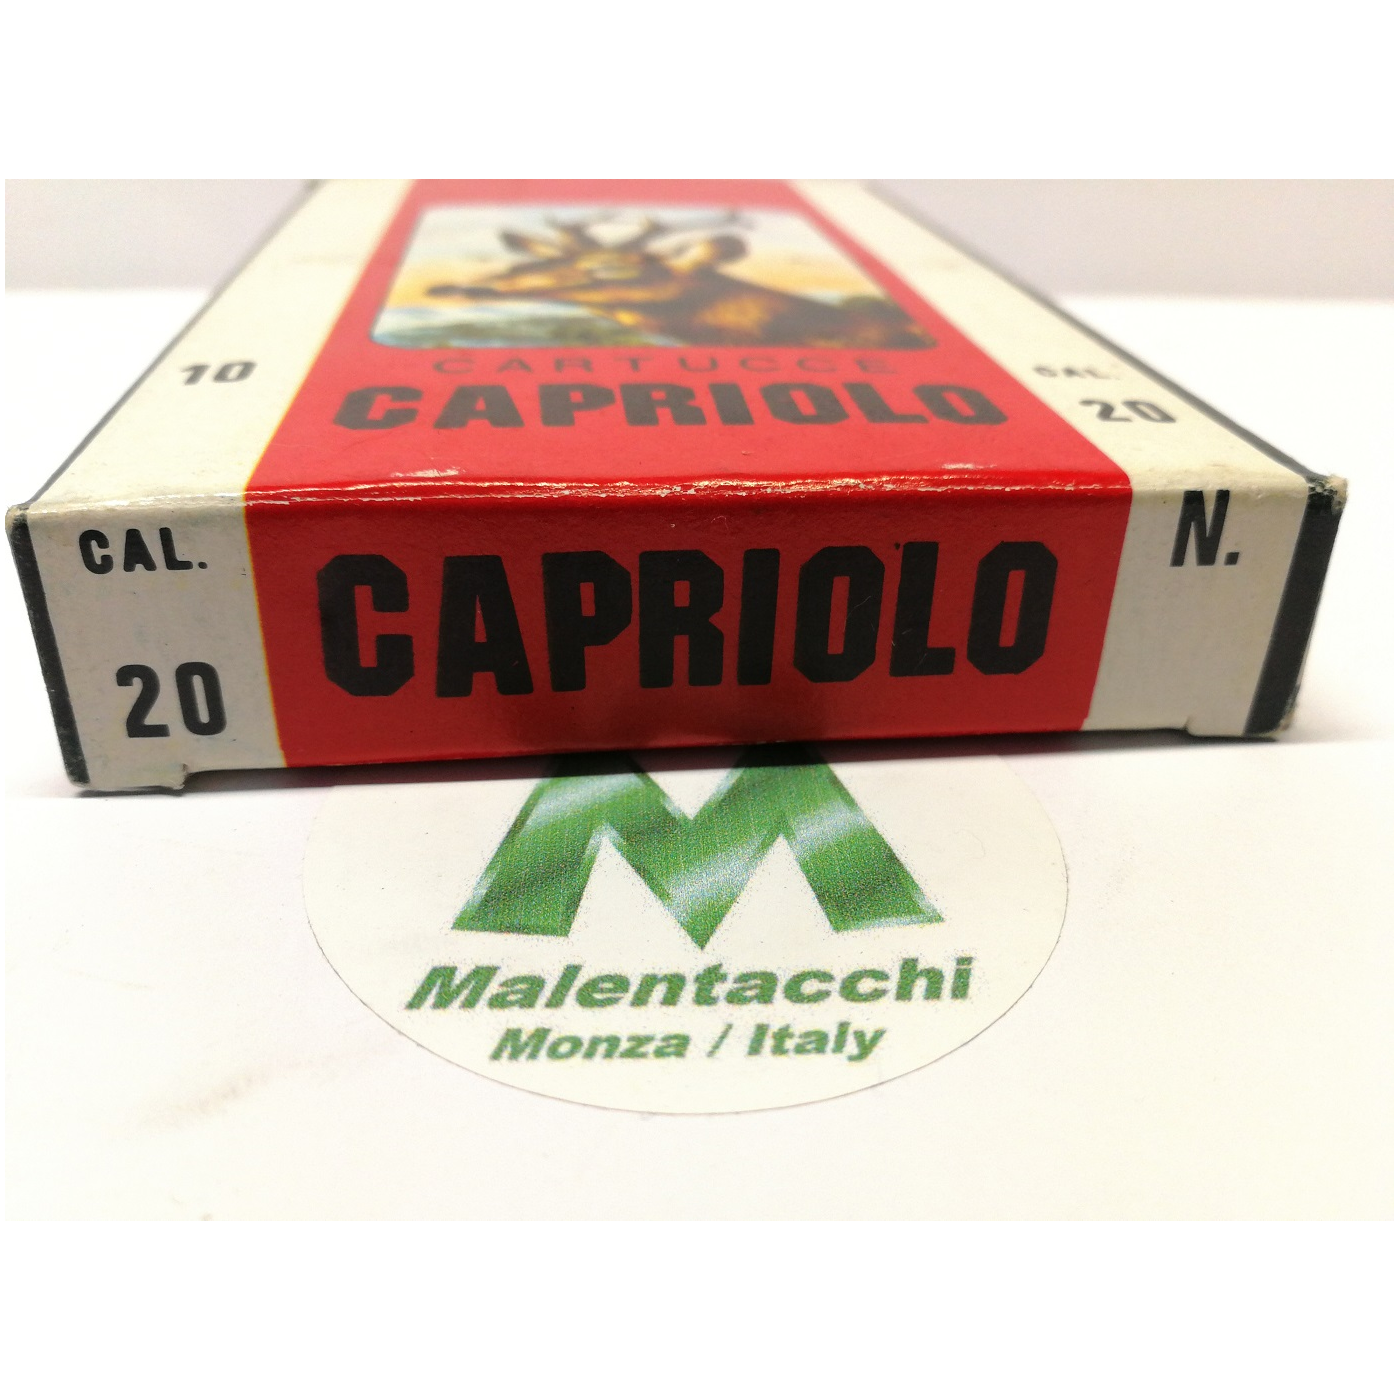 CARTUCCE
CAPRIOLO
10
CAL.
20
CAL.
20
CAPRIOLO
N.
M
Malentacchi
Monza / Italy